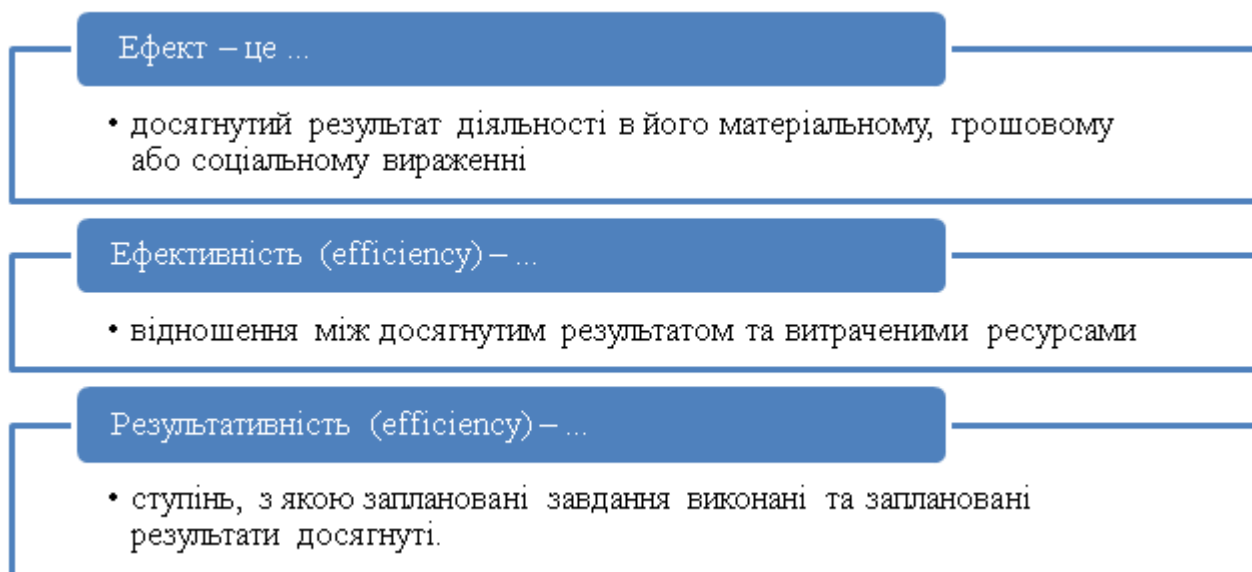 Ефект – це ...
• досягнутий результат діяльності в його матеріальному, грошовому
або соціальному вираженні
Ефективність (efficiency) – ...
• відношення між досягнутим результатом та витраченими ресурсами
Результативність (efficiency) – ...
• ступінь, з якою заплановані завдання виконані та заплановані
результати досягнуті.